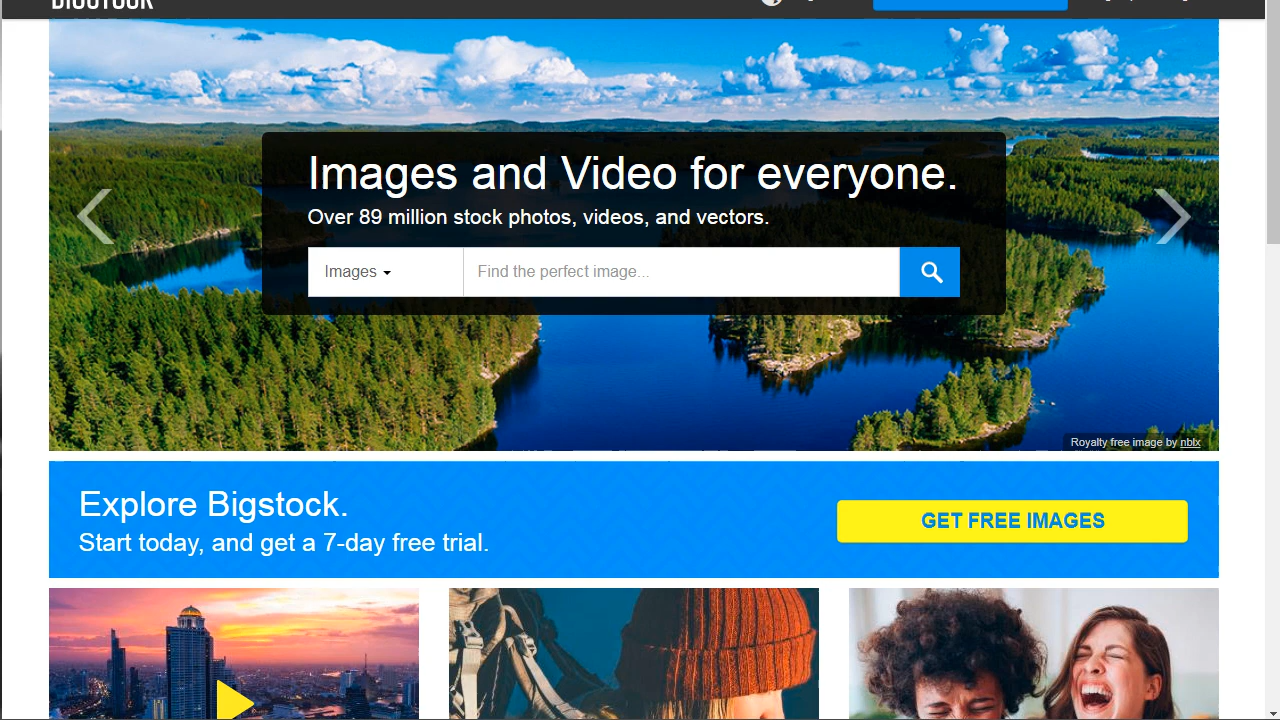 Images and Video for everyone.
Over 89 million stock photos, videos, and vectors.
Images
Find the perfect image...
Royalty free image by nblx
Explore Bigstock.
Start today, and get a 7-day free trial.
GET FREE IMAGES